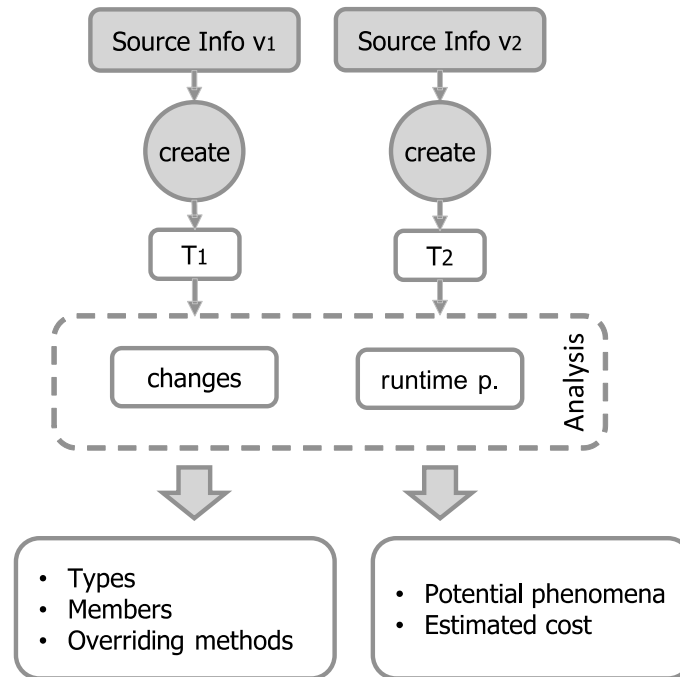 Source Info v1
Source Info v2
create
create
T1
T2
changes
runtime p.
Analysis
• Types
• Members
• Overriding methods
• Potential phenomena
• Estimated cost